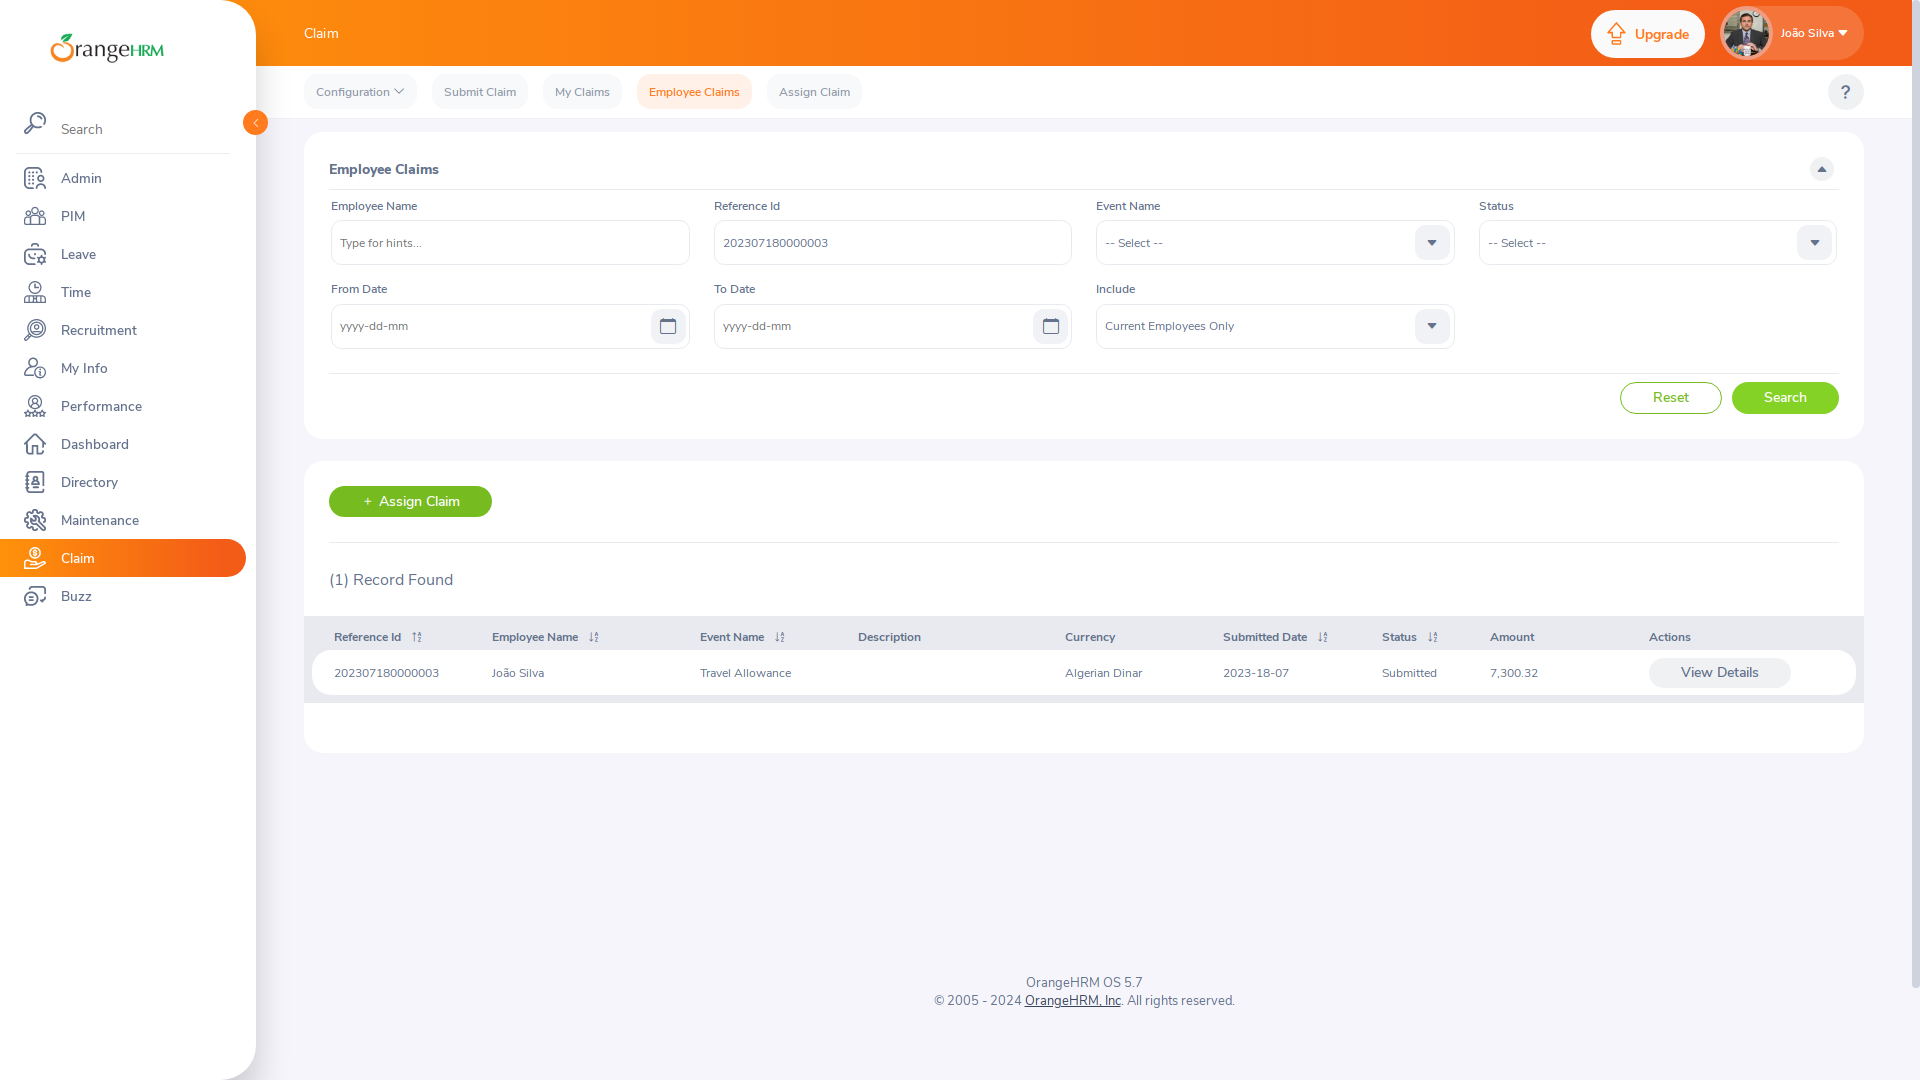 OrangeHRM
Claim
Upgrade
João Silva
Search
Admin
PIM
Leave
Time
Recruitment
My Info
Performance
Dashboard
Directory
Maintenance
Claim
Buzz
Configuration
Submit Claim
My Claims
Employee Claims
Assign Claim
?
Employee Claims
Employee Name
Reference Id
Event Name
Status
Type for hints...
202307180000003
-- Select --
-- Select --
From Date
To Date
Include
yyyy-dd-mm
yyyy-dd-mm
Current Employees Only
Reset
Search
+ Assign Claim
(1) Record Found
Reference Id
Employee Name
Event Name
Description
Currency
Submitted Date
Status
Amount
Actions
202307180000003
João Silva
Travel Allowance
Algerian Dinar
2023-18-07
Submitted
7,300.32
View Details
OrangeHRM OS 5.7
© 2005 - 2024 OrangeHRM, Inc. All rights reserved.